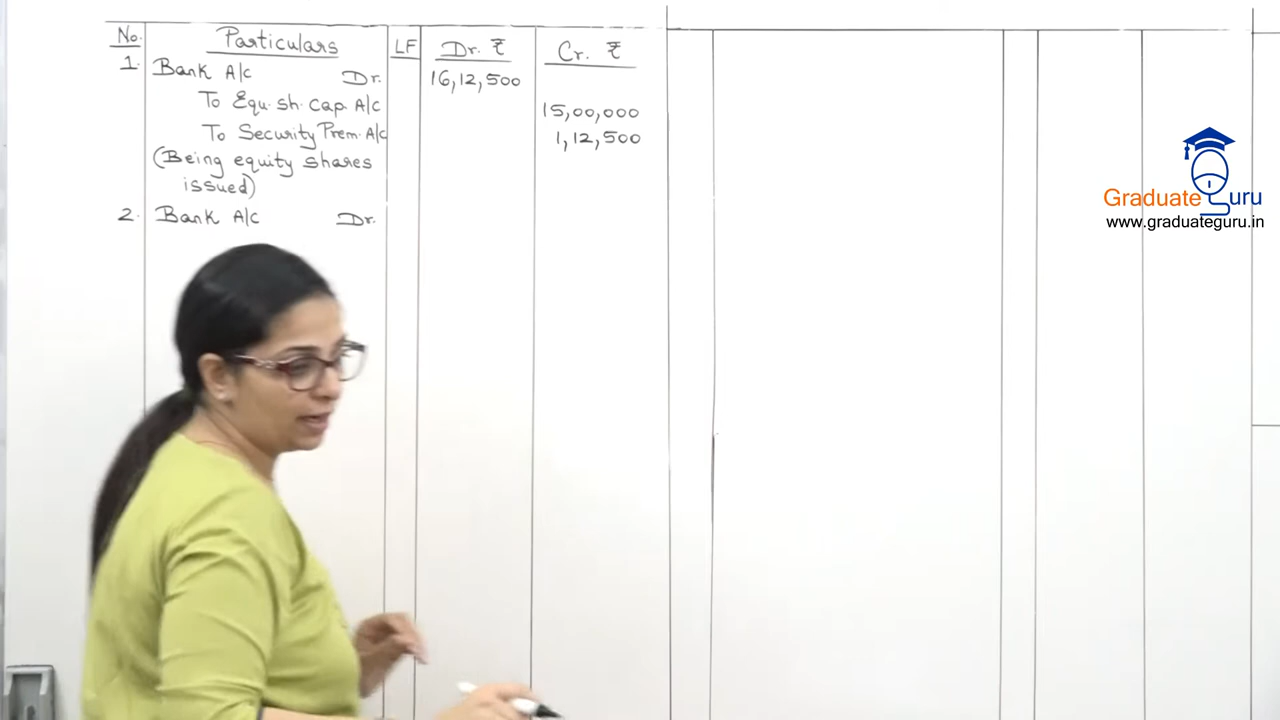 No. Particulars LF Dr. ₹ Cr. ₹
1. Bank A/c Dr. 16,12,500
To Equ. sh. Cap. A/c 15,00,000
To Security Prem. A/c 1,12,500
(Being equity shares
issued)
2. Bank A/c Dr.
Graduate Guru
www.graduateguru.in